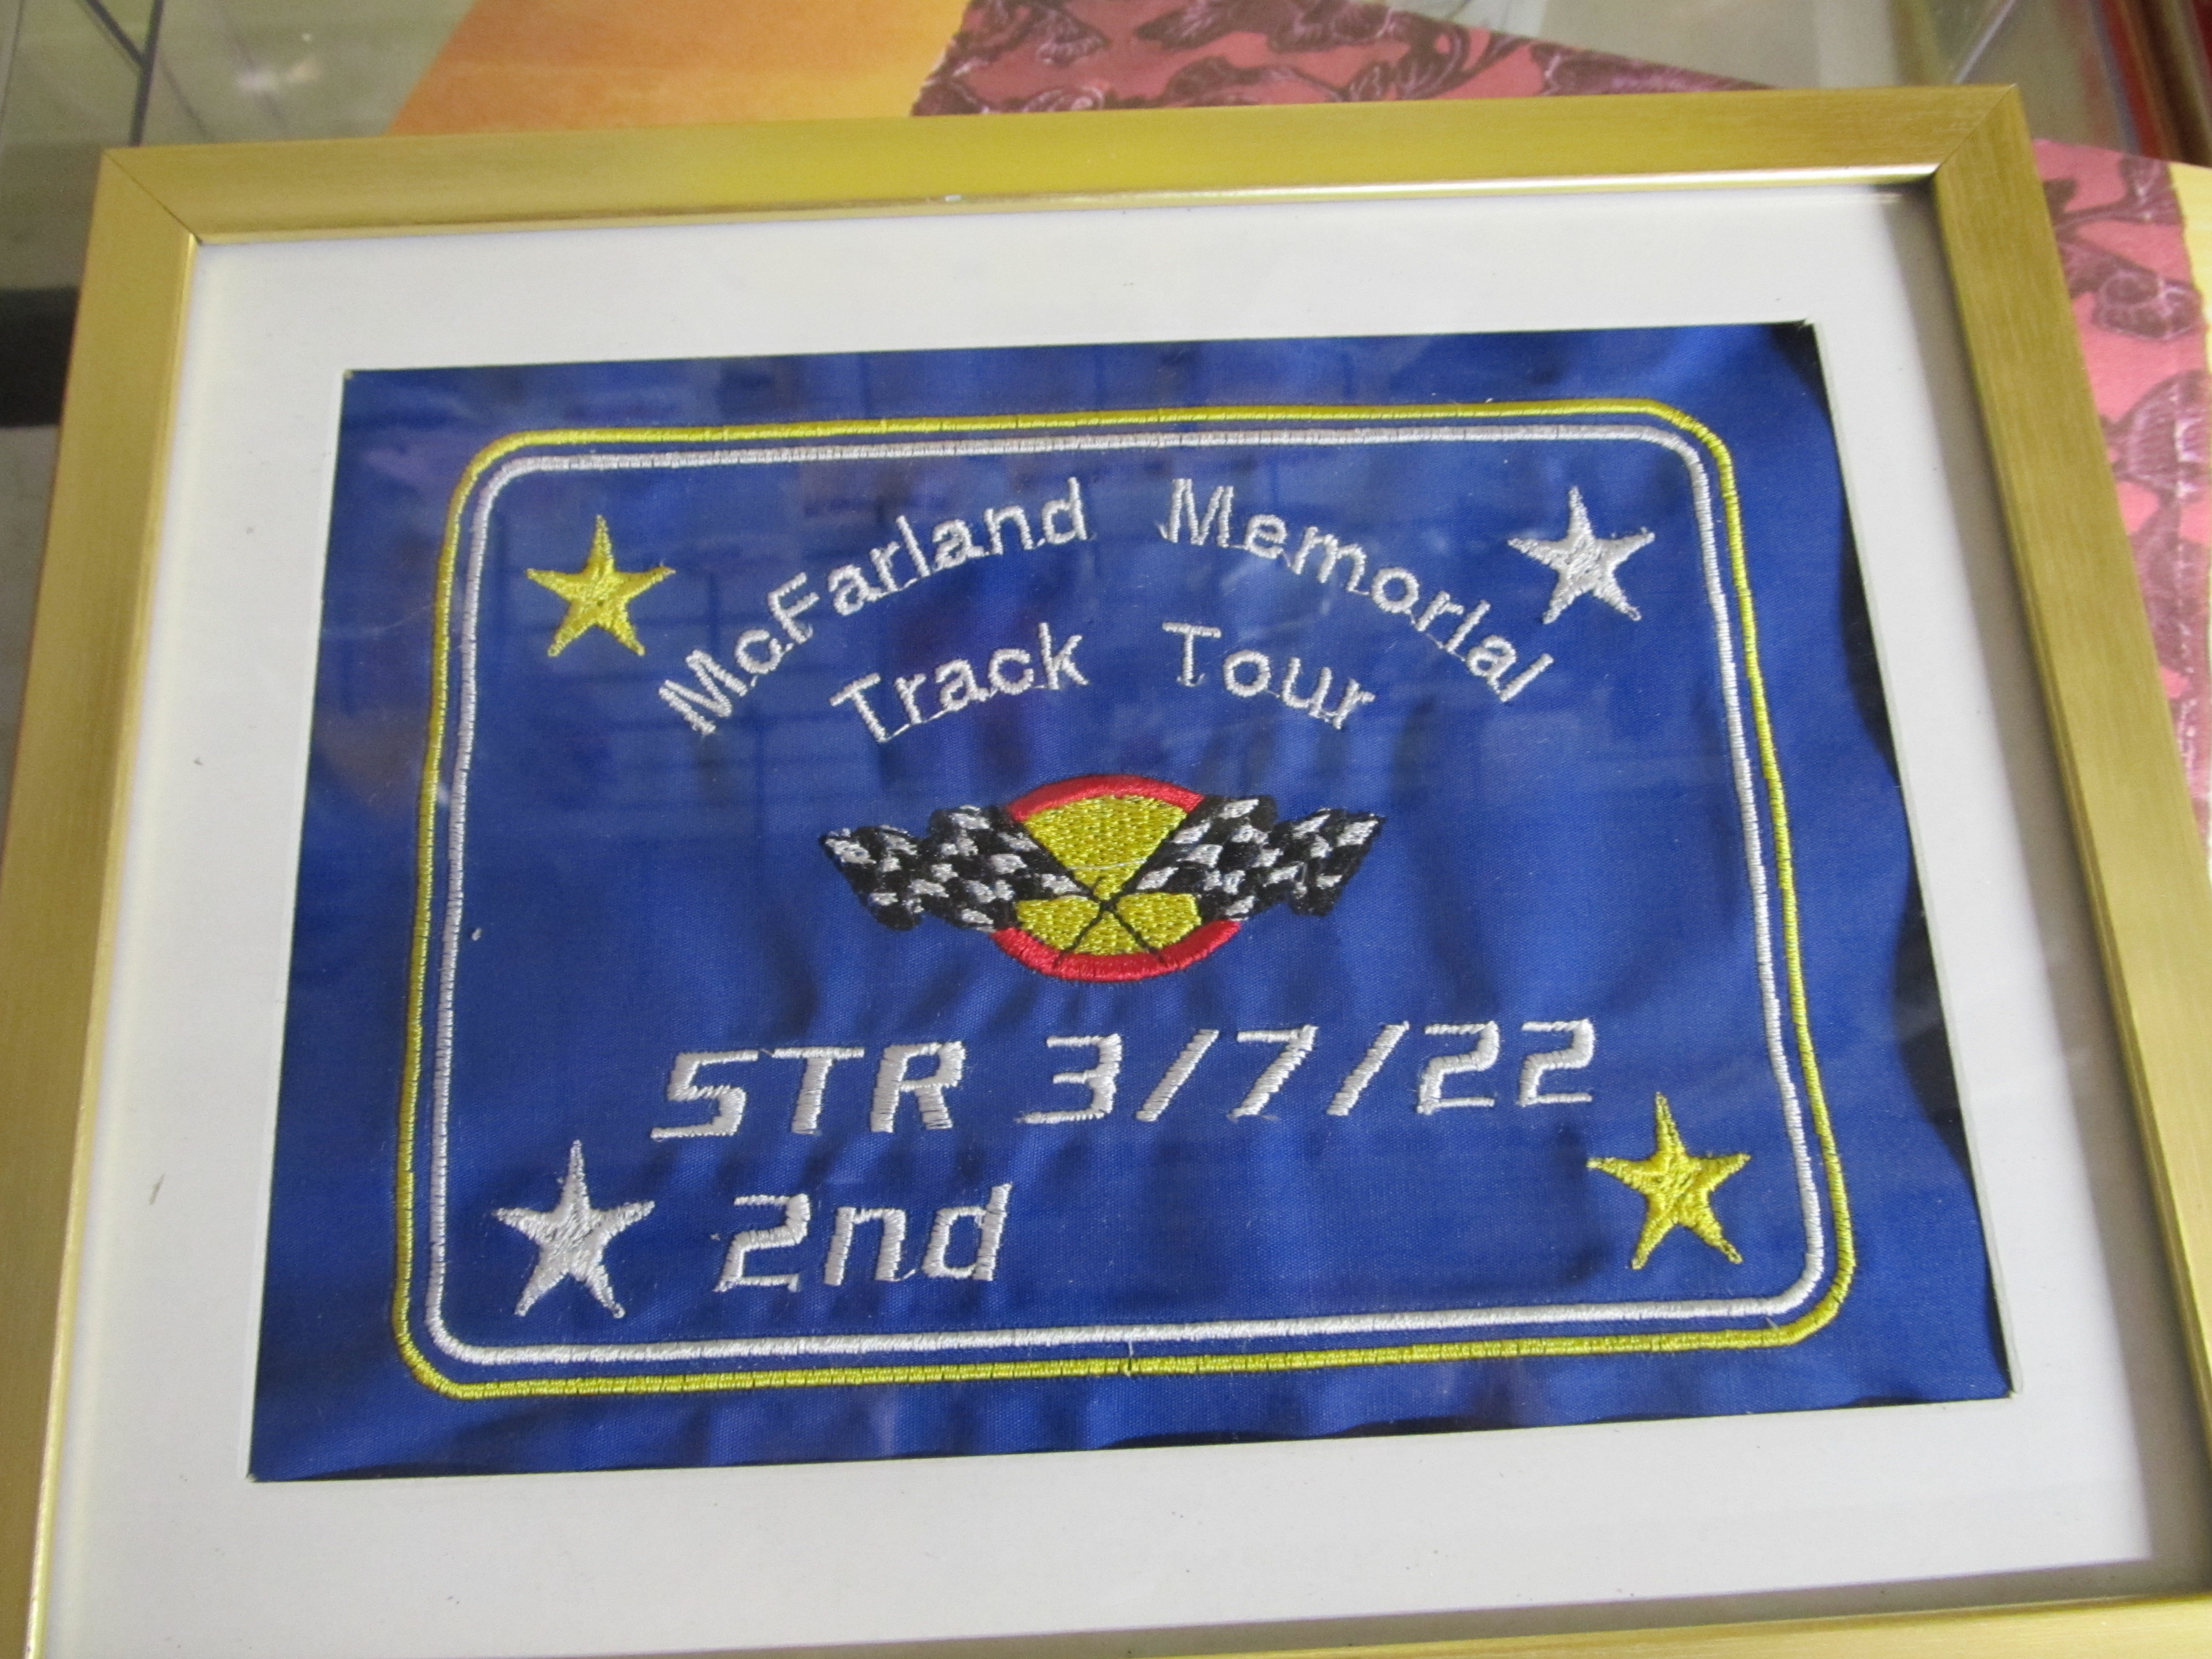 McFarland Memorial
Track Tour
STR 3/7/22
2nd